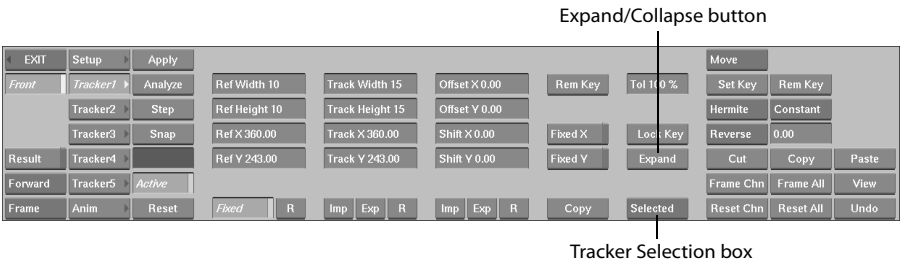 Expand/Collapse button
EXIT Setup Apply Move
Front Tracker1 Analyze Ref Width 10 Track Width 15 Offset X 0.00 Rem Key Tol 100 % Set Key Rem Key
Tracker2 Step Ref Height 10 Track Height 15 Offset Y 0.00 Hermite Constant
Tracker3 Snap Ref X 360.00 Track X 360.00 Shift X 0.00 Fixed X Lock Key Reverse 0.00
Result Tracker4 Ref Y 243.00 Track Y 243.00 Shift Y 0.00 Fixed Y Expand Cut Copy Paste
Forward Tracker5 Active Frame Chn Frame All View
Frame Anim Reset Fixed R Imp Exp R Imp Exp R Copy Selected Reset Chn Reset All Undo
Tracker Selection box